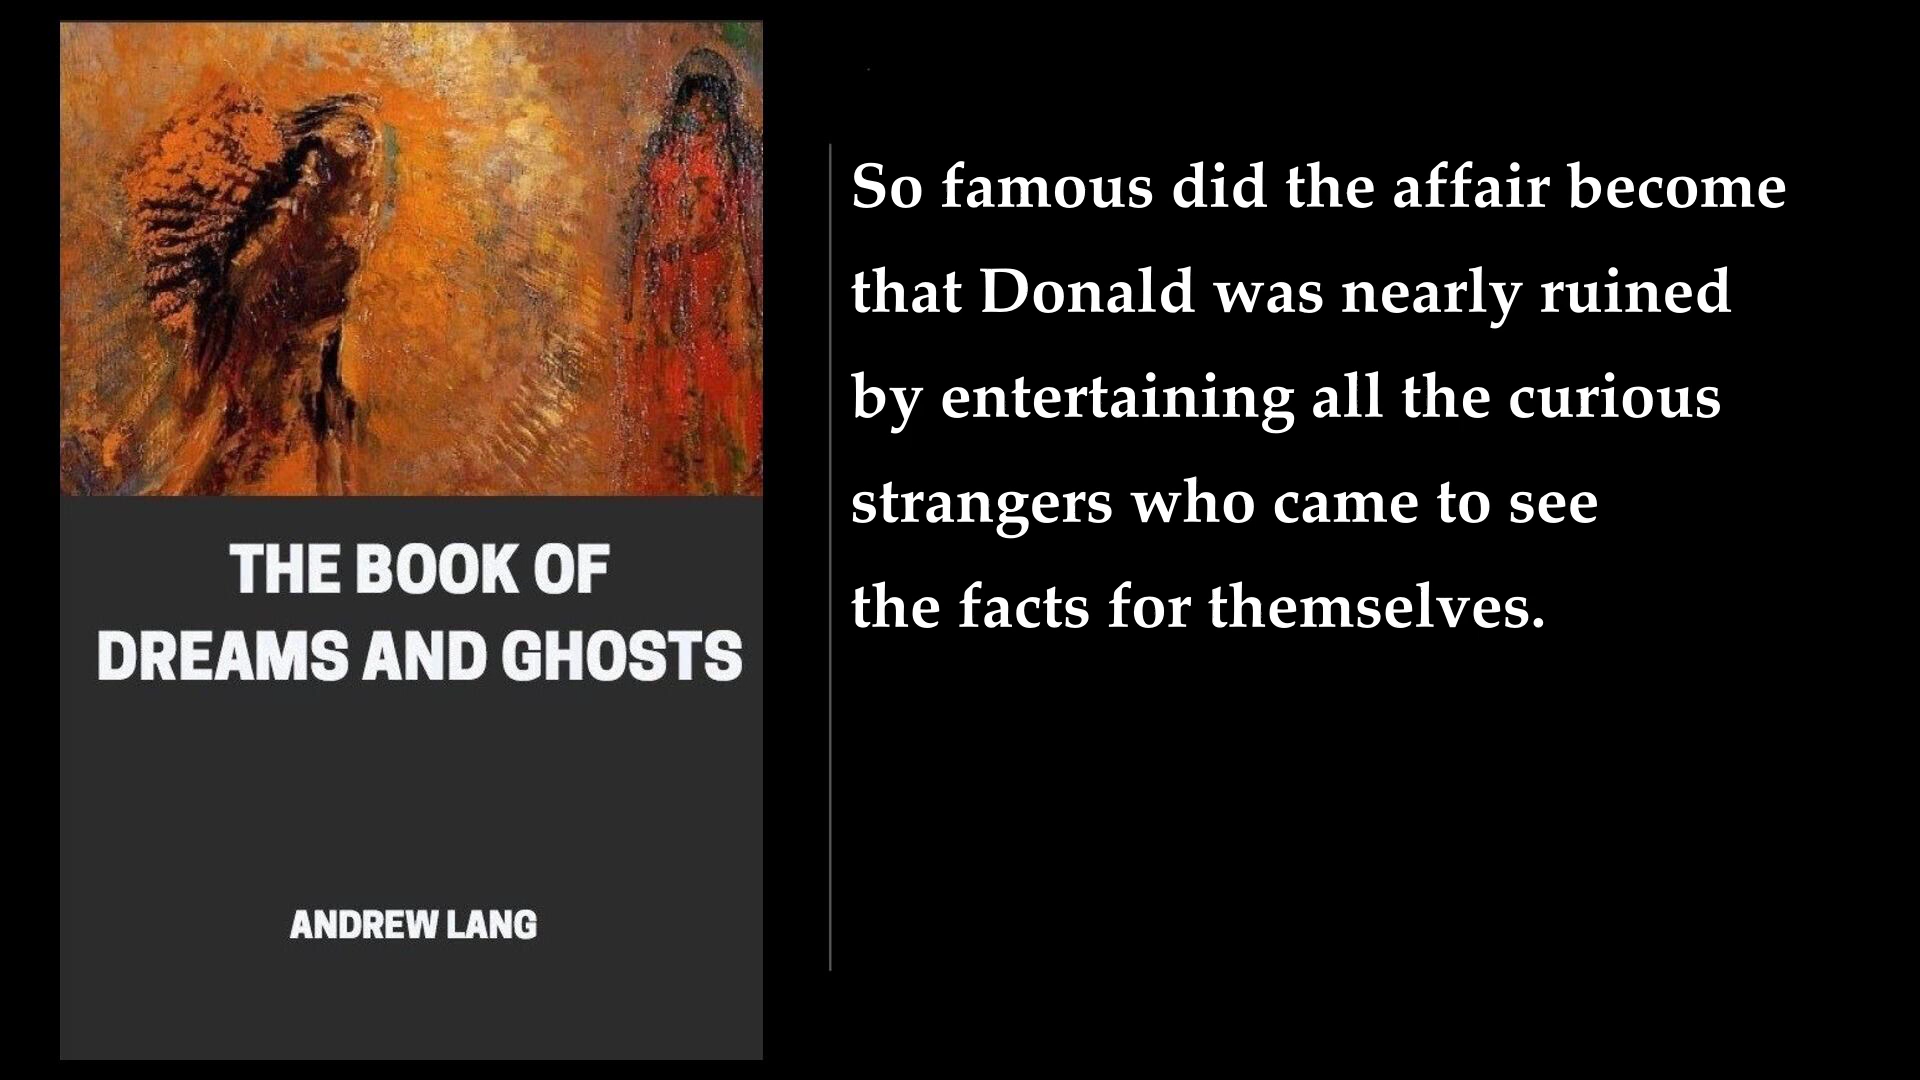 THE BOOK OF
DREAMS AND GHOSTS
ANDREW LANG
So famous did the affair become
that Donald was nearly ruined
by entertaining all the curious
strangers who came to see
the facts for themselves.